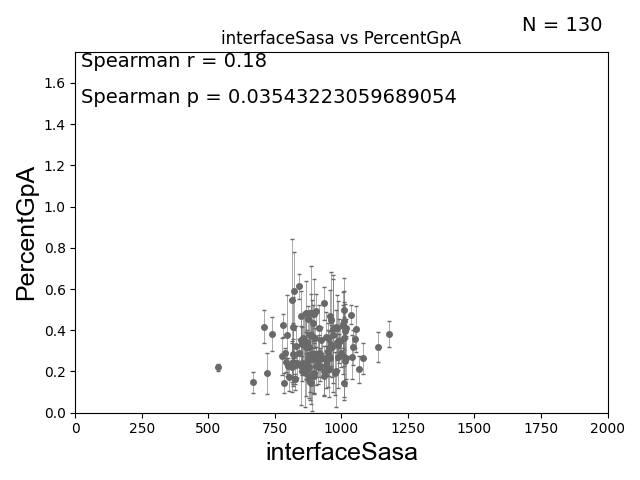 N = 130
interfaceSasa vs PercentGpA
Spearman r = 0.18
Spearman p = 0.03543223059689054
PercentGpA
1.6
1.4
1.2
1.0
0.8
0.6
0.4
0.2
0.0
0 250 500 750 1000 1250 1500 1750 2000
interfaceSasa